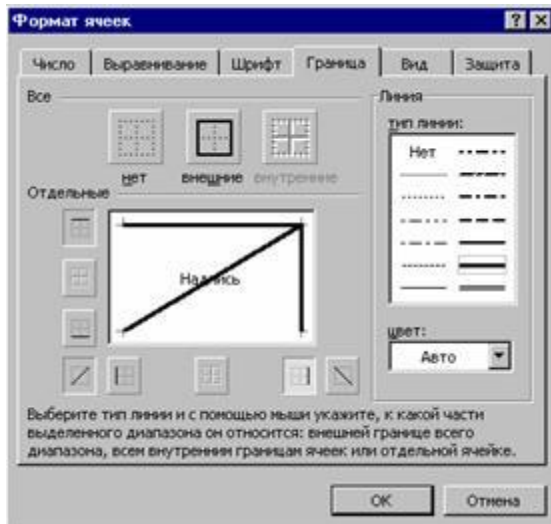 Формат ячеек
Число Выравнивание Шрифт Граница Вид Защита
Все
нет внешние внутренние
Отдельные
Надпись
Линия
тип линии:
Нет
цвет:
Авто
Выберите тип линии и с помощью мыши укажите, к какой части
выделенного диапазона он относится: внешней границе всего
диапазона, всем внутренним границам ячеек или отдельной ячейке.
ОК Отмена